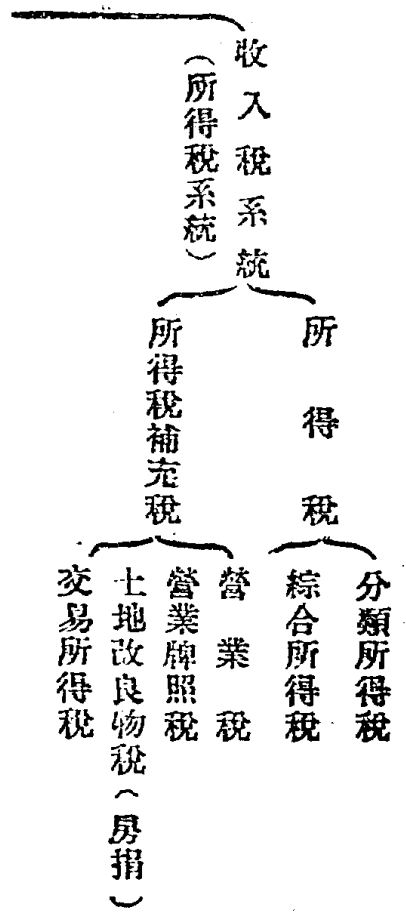 收入稅系統
（所得稅系統）
所得稅
分類所得稅
綜合所得稅
所得稅補充稅
營業稅
營業牌照稅
土地改良物稅（房捐）
交易所得稅